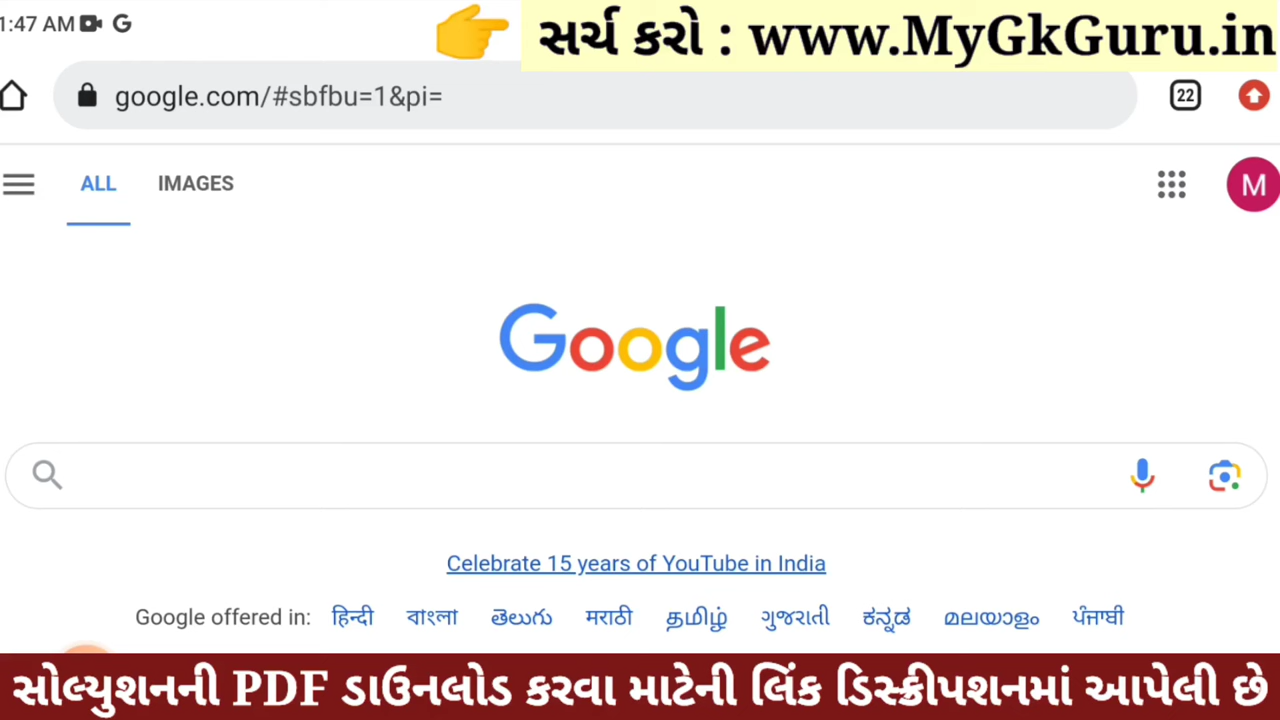 1:47 AM G
સર્ચ કરો : www.MyGkGuru.in
google.com/#sbfbu=1&pi=
22
ALL IMAGES
M
Google
Celebrate 15 years of YouTube in India
Google offered in: हिन्दी বাংলা తెలుగు मराठी தமிழ் ગુજરાતી ಕನ್ನಡ മലയാളം ਪੰਜਾਬੀ
સોલ્યુશનની PDF ડાઉનલોડ કરવા માટેની લિંક ડિસ્ક્રીપશનમાં આપેલી છે